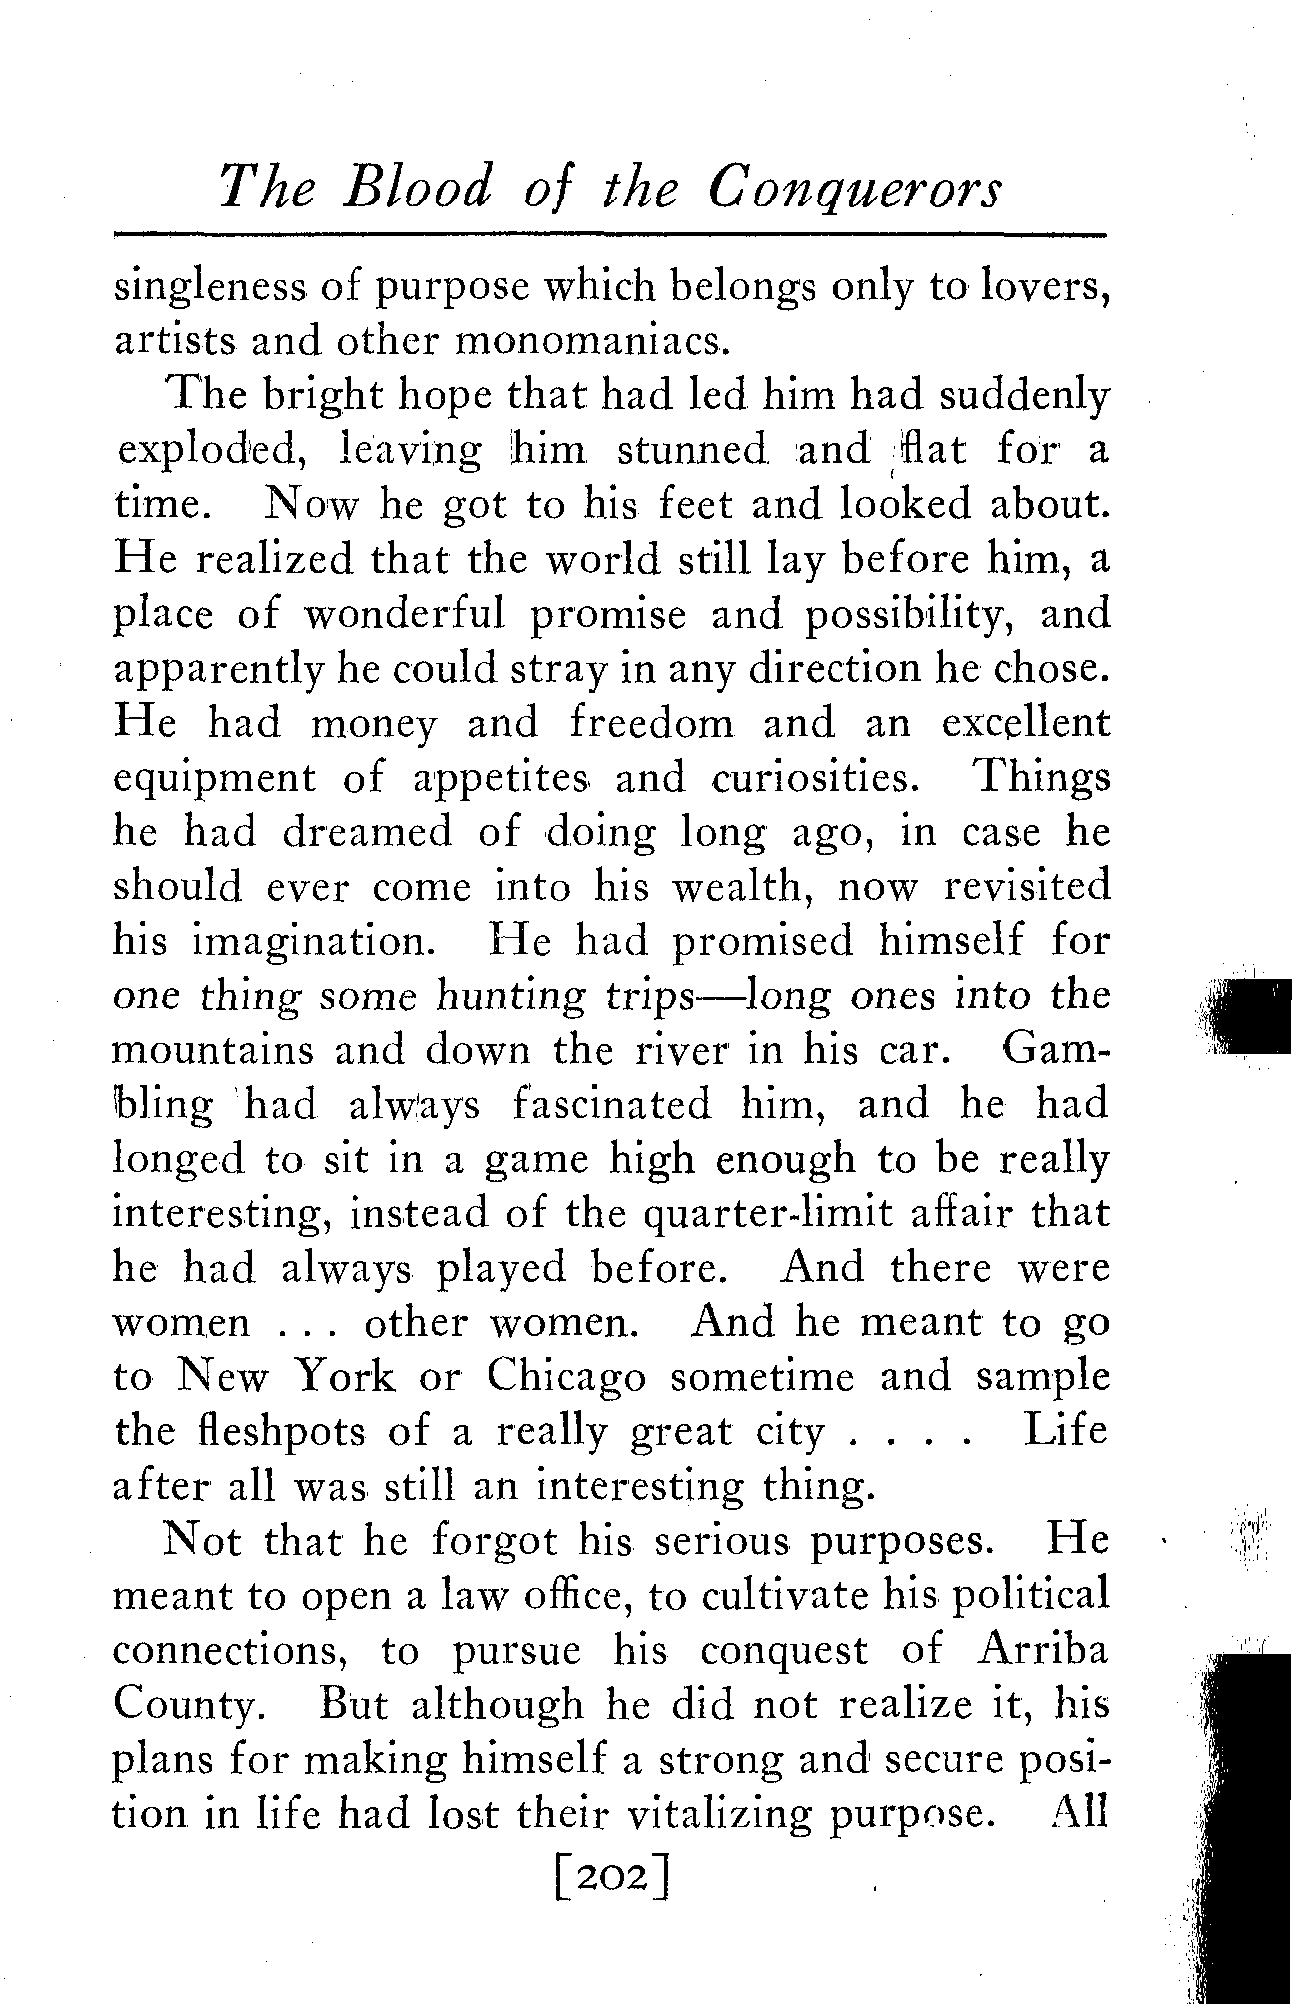 The Blood of the Conquerors
singleness of purpose which belongs only to lovers,
artists and other monomaniacs.
The bright hope that had led him had suddenly
exploded, leaving him stunned and flat for a
time. Now he got to his feet and looked about.
He realized that the world still lay before him, a
place of wonderful promise and possibility, and
apparently he could stray in any direction he chose.
He had money and freedom and an excellent
equipment of appetites and curiosities. Things
he had dreamed of doing long ago, in case he
should ever come into his wealth, now revisited
his imagination. He had promised himself for
one thing some hunting trips—long ones into the
mountains and down the river in his car. Gam-
bling had always fascinated him, and he had
longed to sit in a game high enough to be really
interesting, instead of the quarter-limit affair that
he had always played before. And there were
women ... other women. And he meant to go
to New York or Chicago sometime and sample
the fleshpots of a really great city . . . . Life
after all was still an interesting thing.
Not that he forgot his serious purposes. He
meant to open a law office, to cultivate his political
connections, to pursue his conquest of Arriba
County. But although he did not realize it, his
plans for making himself a strong and secure posi-
tion in life had lost their vitalizing purpose. All
[202]